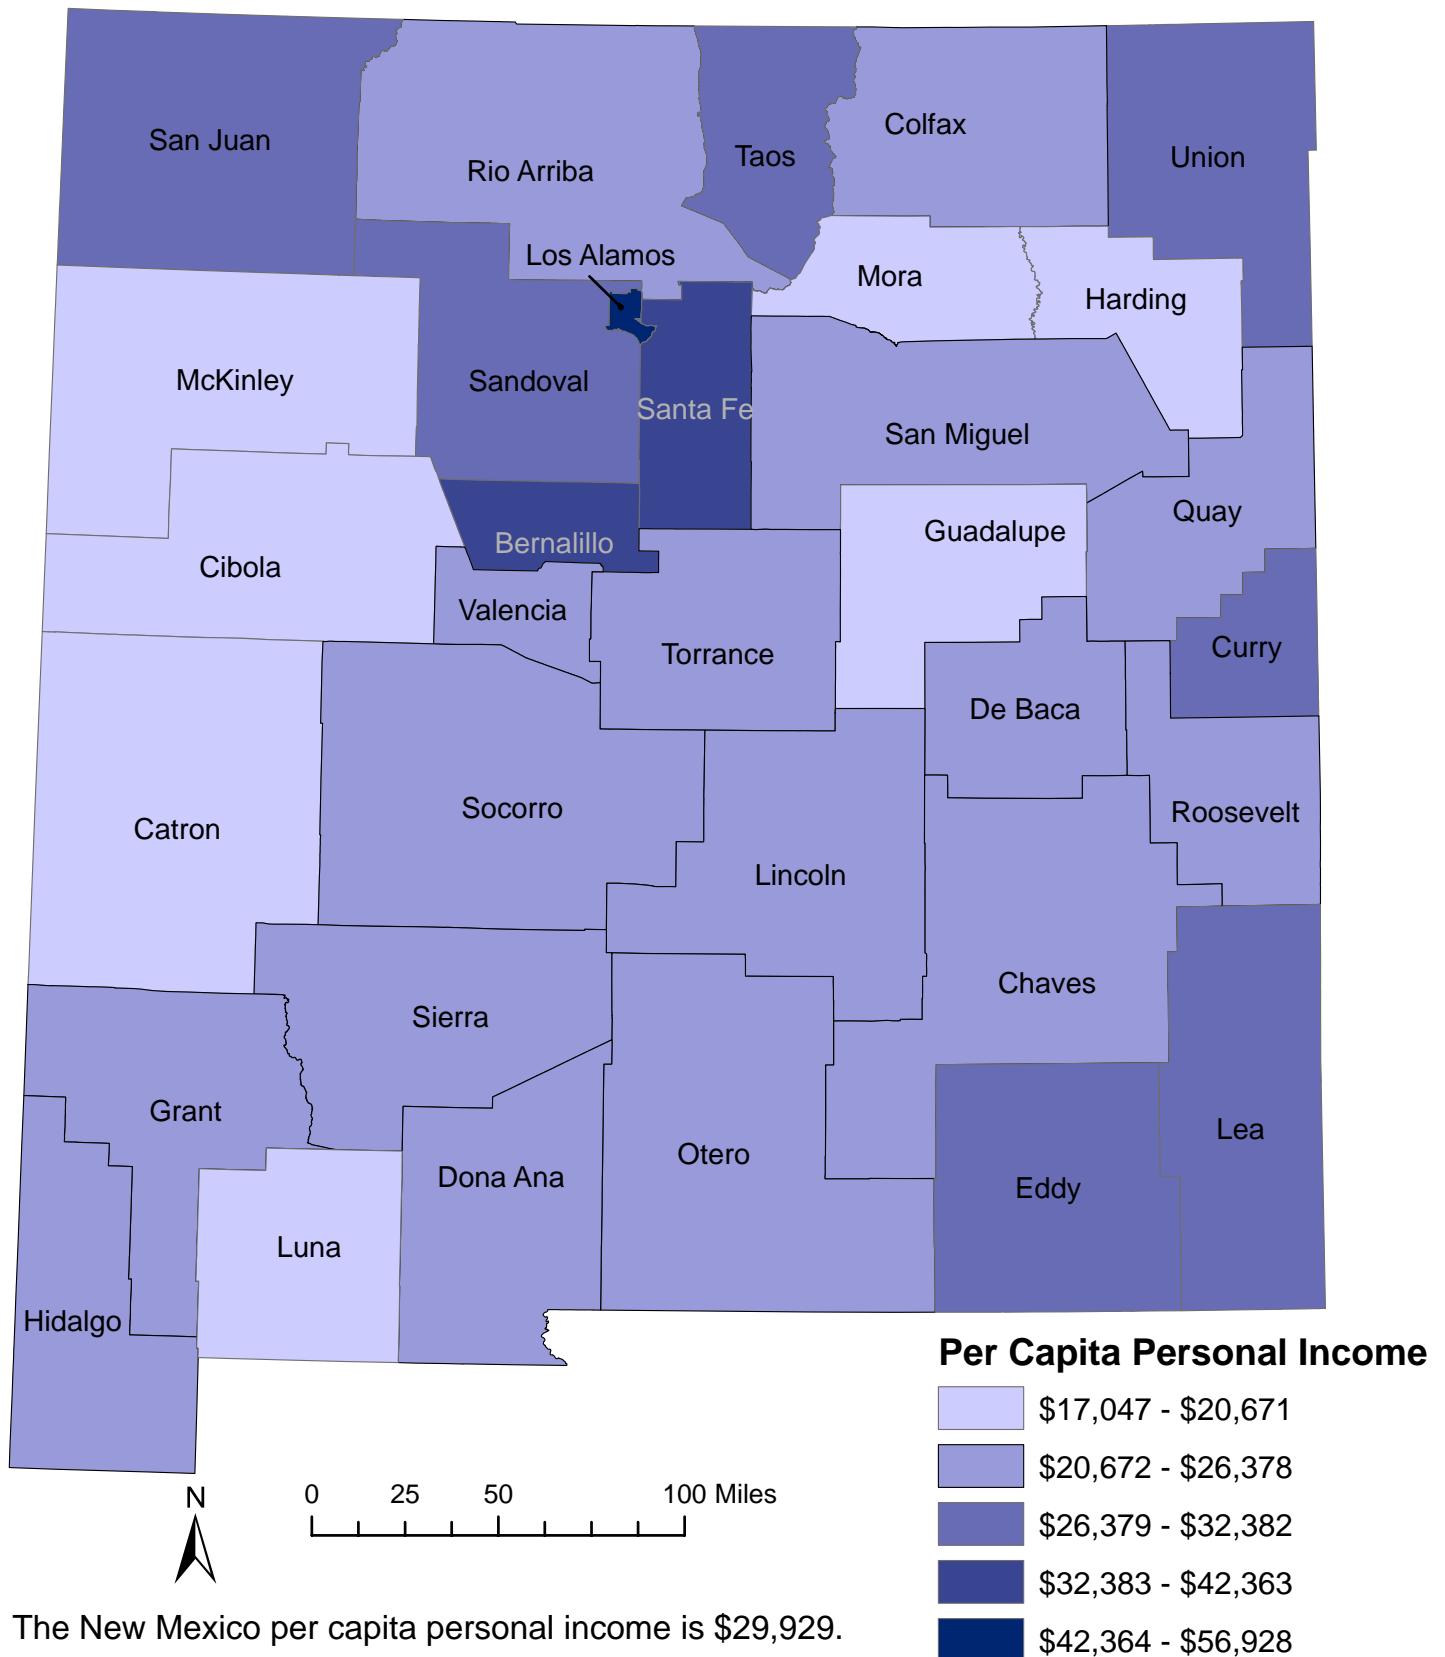 San Juan
Rio Arriba
Taos
Colfax
Union
Los Alamos
Mora
Harding
McKinley
Sandoval
Santa Fe
San Miguel
Quay
Guadalupe
Bernalillo
Cibola
Valencia
Torrance
Curry
De Baca
Socorro
Roosevelt
Catron
Lincoln
Chaves
Sierra
Grant
Otero
Lea
Dona Ana
Eddy
Luna
Hidalgo
Per Capita Personal Income
$17,047 - $20,671
$20,672 - $26,378
$26,379 - $32,382
$32,383 - $42,363
$42,364 - $56,928
N
0 25 50 100 Miles
The New Mexico per capita personal income is $29,929.